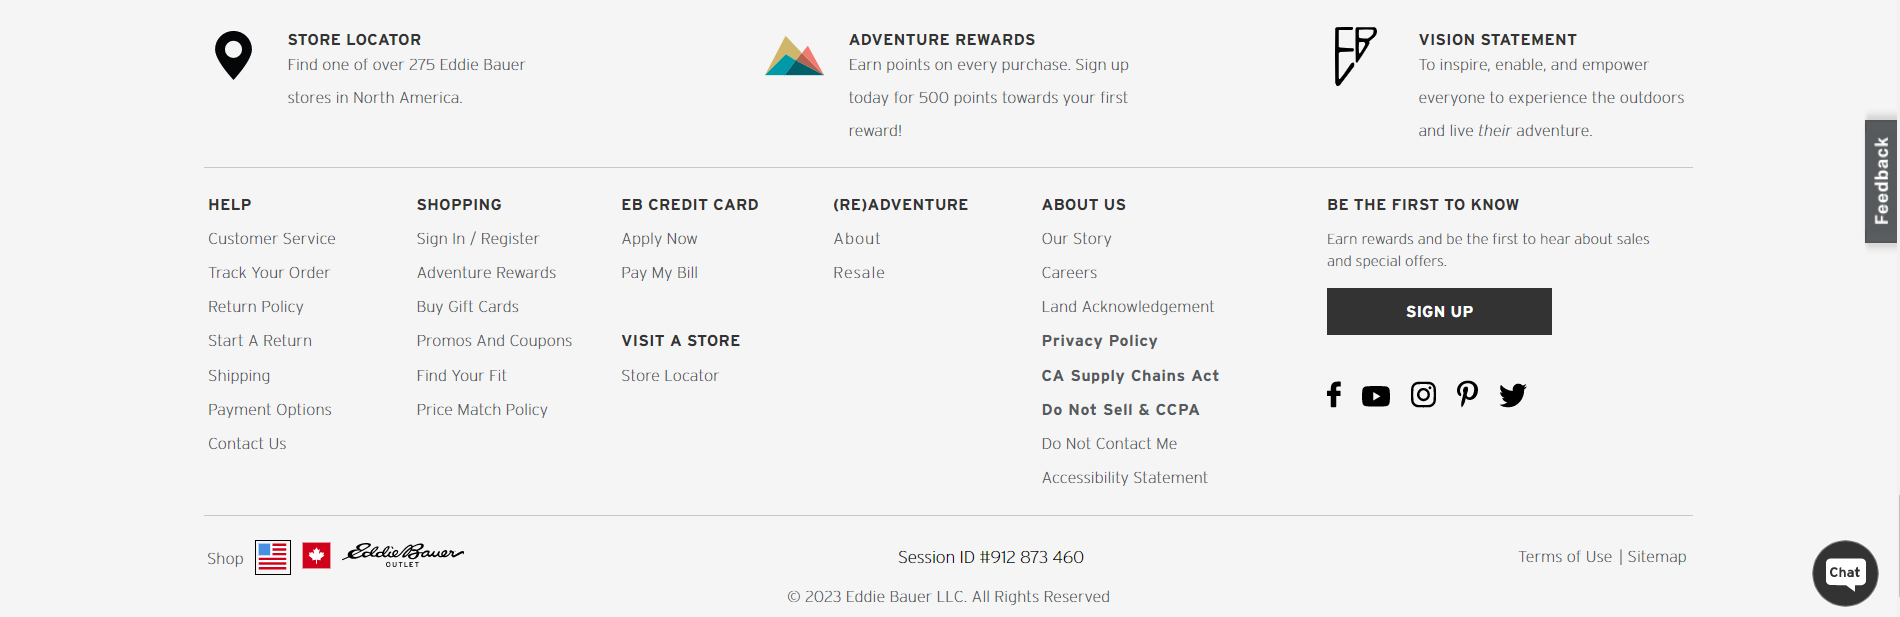 STORE LOCATOR
Find one of over 275 Eddie Bauer
stores in North America.
ADVENTURE REWARDS
Earn points on every purchase. Sign up
today for 500 points towards your first
reward!
EB
VISION STATEMENT
To inspire, enable, and empower
everyone to experience the outdoors
and live their adventure.
Feedback
HELP
Customer Service
Track Your Order
Return Policy
Start A Return
Shipping
Payment Options
Contact Us
SHOPPING
Sign In / Register
Adventure Rewards
Buy Gift Cards
Promos And Coupons
Find Your Fit
Price Match Policy
EB CREDIT CARD
Apply Now
Pay My Bill
VISIT A STORE
Store Locator
(RE)ADVENTURE
About
Resale
ABOUT US
Our Story
Careers
Land Acknowledgement
Privacy Policy
CA Supply Chains Act
Do Not Sell & CCPA
Do Not Contact Me
Accessibility Statement
BE THE FIRST TO KNOW
Earn rewards and be the first to hear about sales
and special offers.
SIGN UP
Shop
Eddie Bauer
OUTLET
Session ID #912 873 460
Terms of Use | Sitemap
Chat
© 2023 Eddie Bauer LLC. All Rights Reserved